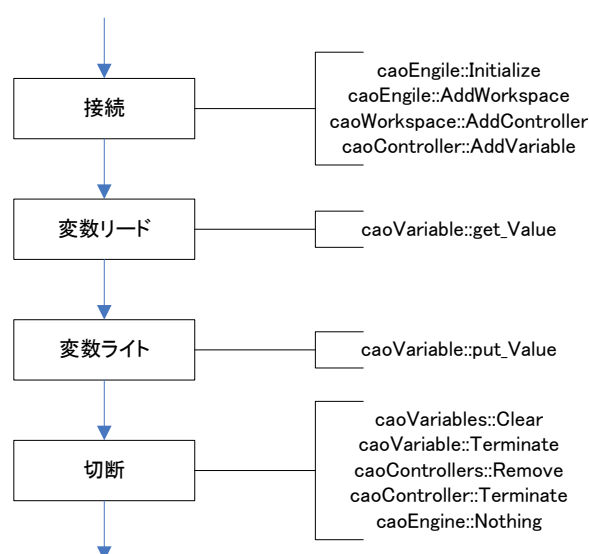 接続
caoEngile::Initialize
caoEngile::AddWorkspace
caoWorkspace::AddController
caoController::AddVariable
変数リード
caoVariable::get_Value
変数ライト
caoVariable::put_Value
切断
caoVariables::Clear
caoVariable::Terminate
caoControllers::Remove
caoController::Terminate
caoEngine::Nothing